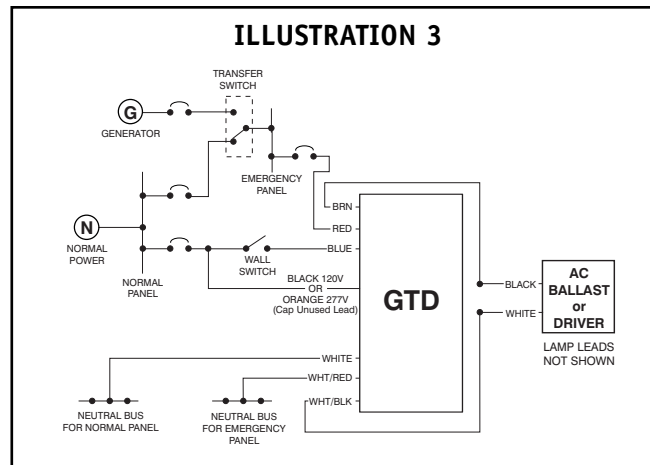 ILLUSTRATION 3
TRANSFER
SWITCH
G
GENERATOR
EMERGENCY
PANEL
N
NORMAL
POWER
NORMAL
PANEL
WALL
SWITCH
BRN
RED
BLUE
BLACK 120V
OR
ORANGE 277V
(Cap Unused Lead)
GTD
BLACK
WHITE
AC
BALLAST
or
DRIVER
LAMP LEADS
NOT SHOWN
WHITE
WHT/RED
WHT/BLK
NEUTRAL BUS
FOR NORMAL PANEL
NEUTRAL BUS
FOR EMERGENCY
PANEL